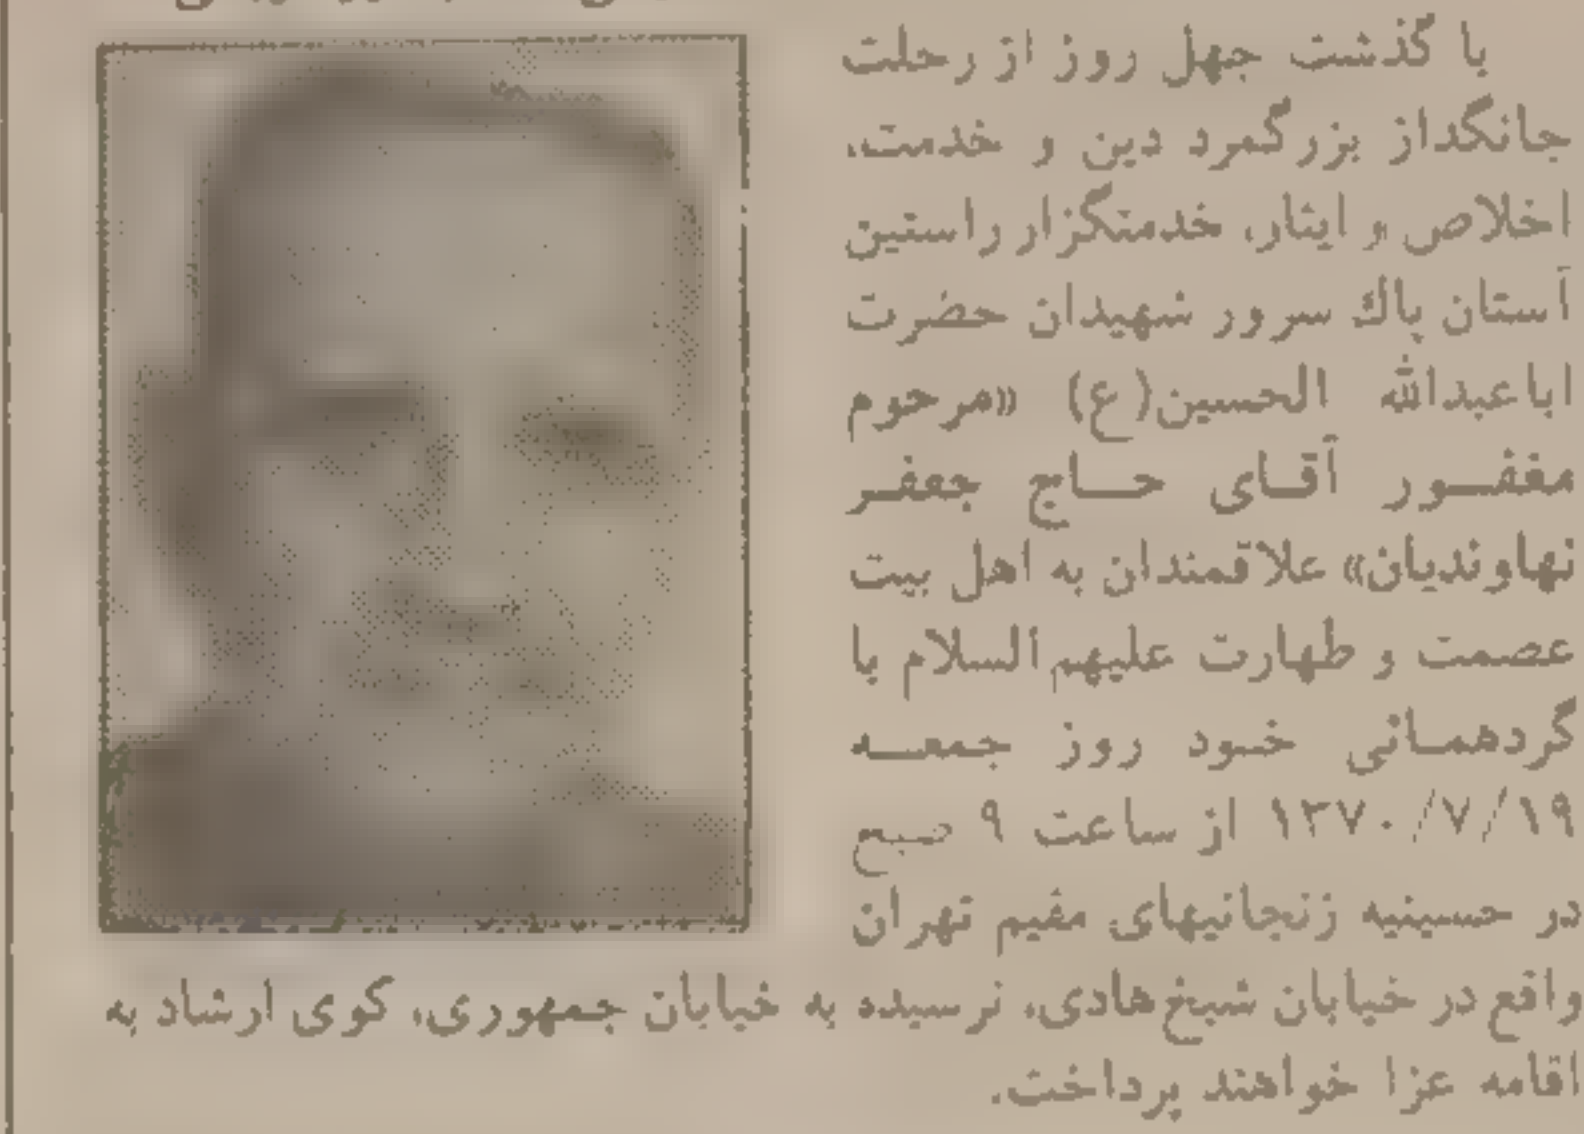 با گذشت چهل روز از رحلت
جانگداز بزرگمرد دین و خدمت،
اخلاص و ایثار، خدمتگزار راستین
آستان پاك سرور شهیدان حضرت
اباعبدالله الحسین(ع) «مرحوم
مغفور آقای حاج جعفر
نهاوندیان» علاقمندان به اهل بیت
عصمت و طهارت علیهم السلام با
گردهمائی خود روز جمعه
۱۳۷۰/۷/۱۹ از ساعت ۹ صبح
در حسینیه زنجانیهای مقیم تهران
واقع در خیابان شیخ هادی، نرسیده به خیابان جمهوری، کوی ارشاد به
اقامه عزا خواهند پرداخت.